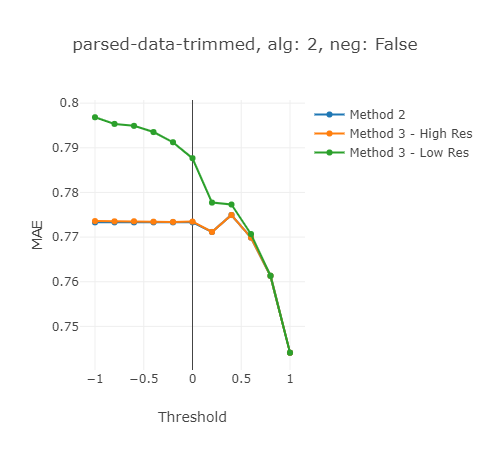 parsed-data-trimmed, alg: 2, neg: False
0.8
0.79
0.78
0.77
0.76
0.75
MAE
−1
−0.5
0
0.5
1
Threshold
Method 2
Method 3 - High Res
Method 3 - Low Res